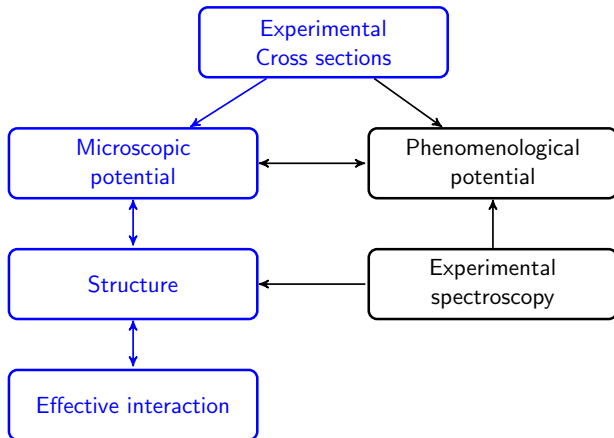 Experimental
Cross sections
Microscopic
potential
Phenomenological
potential
Structure
Experimental
spectroscopy
Effective interaction